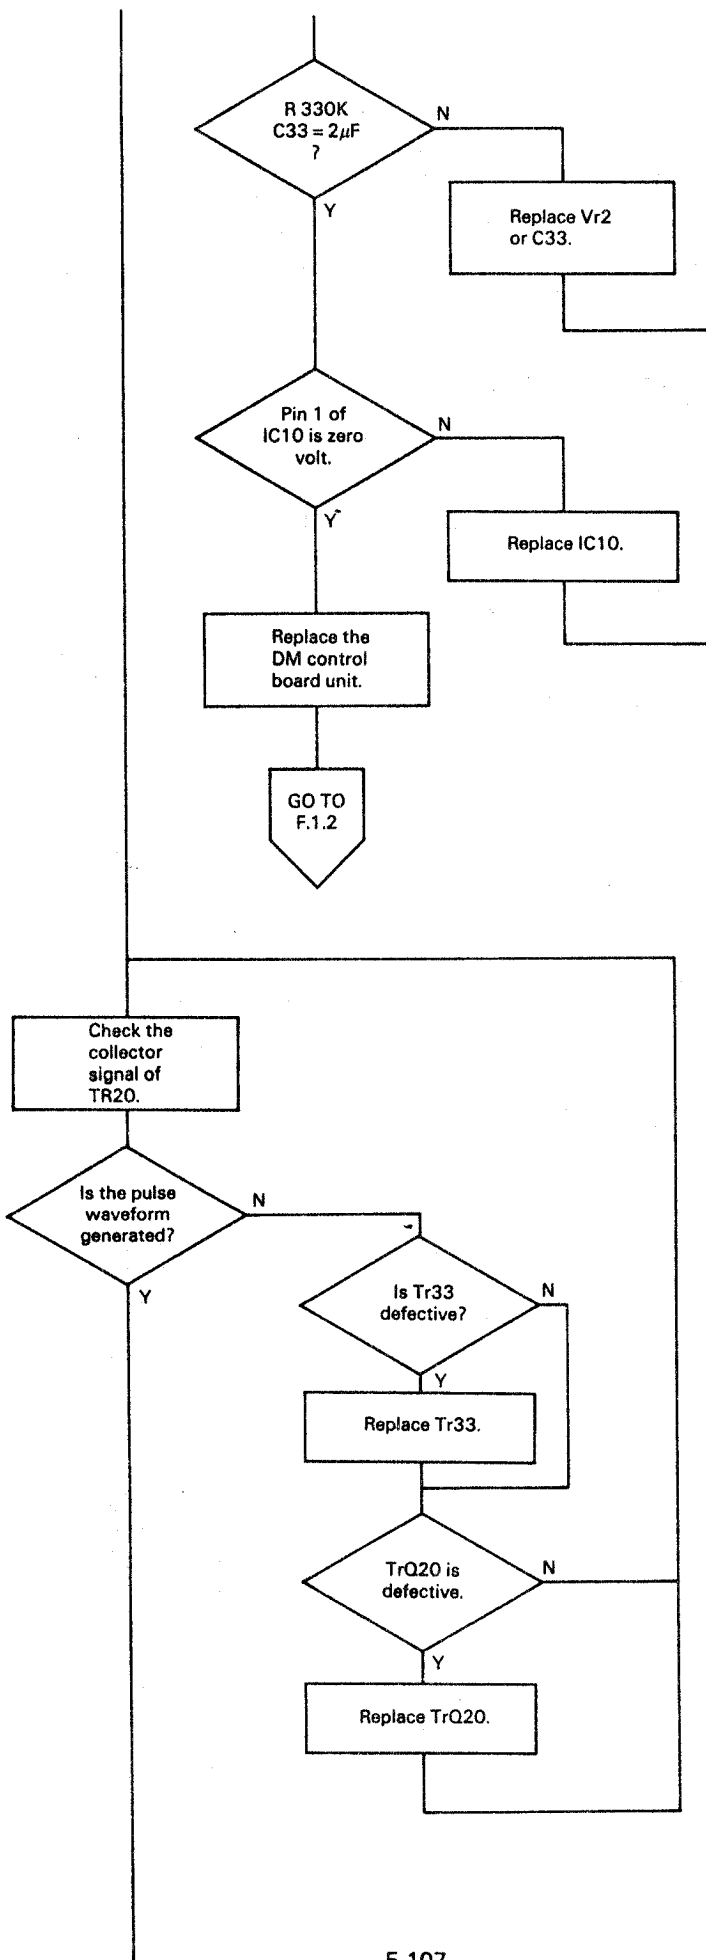 R 330K
C33 = 2μF
?
N
Y
Replace Vr2
or C33.
Pin 1 of
IC10 is zero
volt.
N
Y
Replace IC10.
Replace the
DM control
board unit.
GO TO
F.1.2
Check the
collector
signal of
TR20.
Is the pulse
waveform
generated?
N
Y
Is Tr33
defective?
N
Y
Replace Tr33.
TrQ20 is
defective.
N
Y
Replace TrQ20.